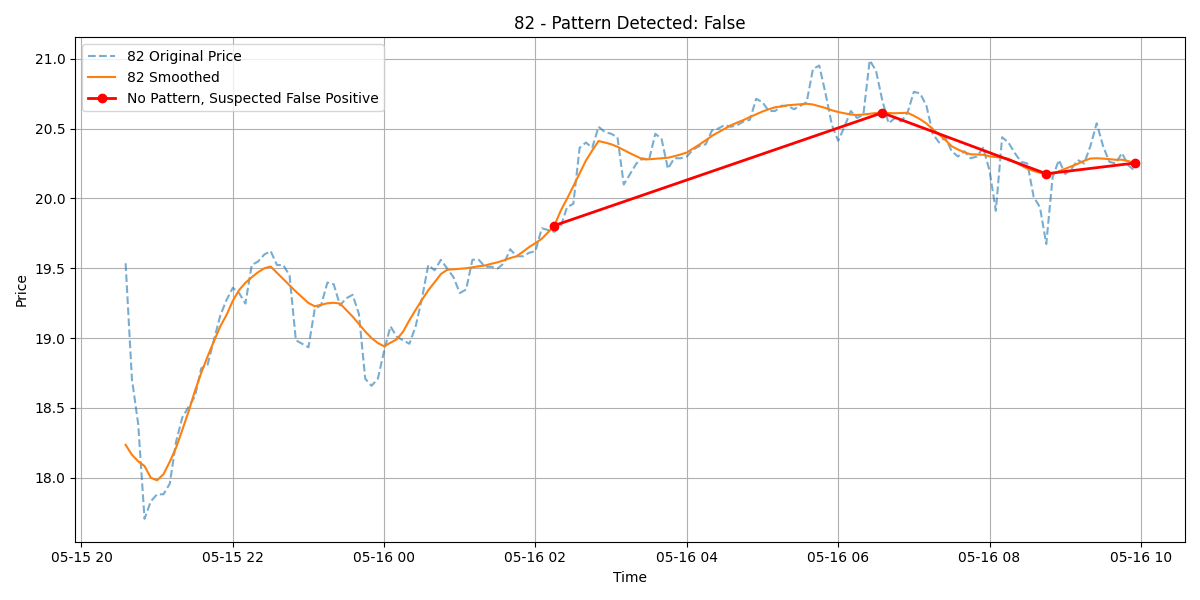 82 - Pattern Detected: False
82 Original Price
82 Smoothed
No Pattern, Suspected False Positive
Price
21.0
20.5
20.0
19.5
19.0
18.5
18.0
05-15 20 05-15 22 05-16 00 05-16 02 05-16 04 05-16 06 05-16 08 05-16 10
Time